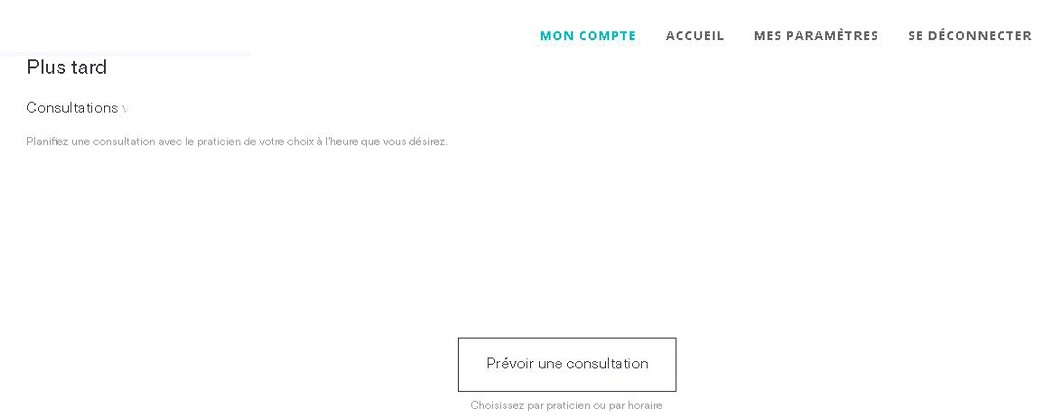 MON COMPTE ACCUEIL MES PARAMÈTRES SE DÉCONNECTER
Plus tard
Consultations v
Planifiez une consultation avec le praticien de votre choix à l'heure que vous désirez.
Prévoir une consultation
Choisissez par praticien ou par horaire